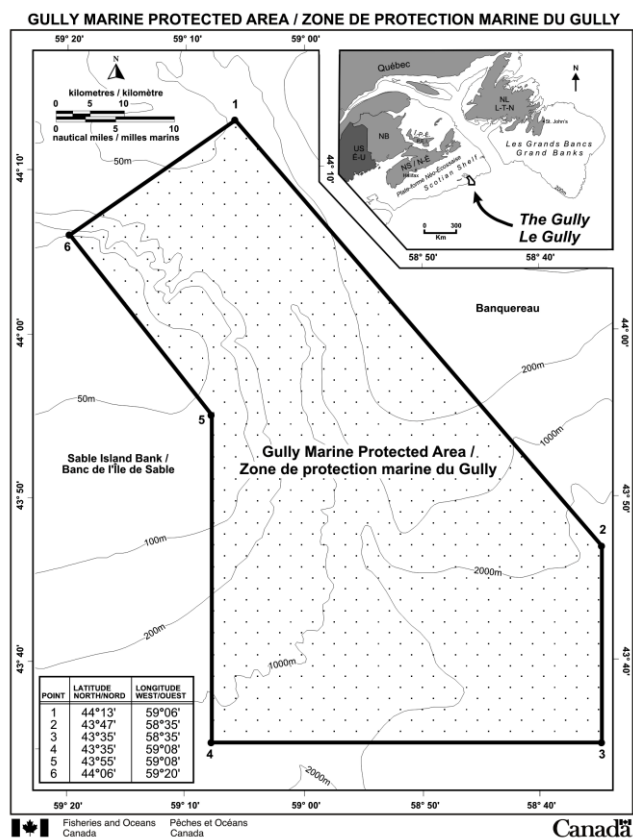 GULLY MARINE PROTECTED AREA / ZONE DE PROTECTION MARINE DU GULLY
59° 20' 59° 10' 59° 00'
N
kilometres / kilomètre
0 5 10
0 5 10
nautical miles / milles marins
1
50m
44° 10'
6
Québec
N
NL
L-T-N
St. John's
NB
I-P-E
US
É-U
NS / N-É
Halifax
Les Grands Bancs
Grand Banks
200m
Plate-forme Néo-Écossaise
Scotian Shelf
0 300
Km
The Gully
Le Gully
44° 10'
58° 50' 58° 40'
Banquereau
44° 00' 44° 00'
200m
50m
5
1000m
Sable Island Bank /
Banc de l'Île de Sable
Gully Marine Protected Area /
Zone de protection marine du Gully
43° 50' 43° 50'
100m
2
2000m
200m
43° 40' 43° 40'
1000m
POINT LATITUDE NORTH/NORD LONGITUDE WEST/OUEST
1 44°13' 59°06'
2 43°47' 58°35'
3 43°35' 58°35'
4 43°35' 59°08'
5 43°55' 59°08'
6 44°06' 59°20'
4
3
2000m
59° 20' 59° 10' 59° 00' 58° 50' 58° 40'
Fisheries and Oceans Pêches et Océans
Canada Canada
Canada